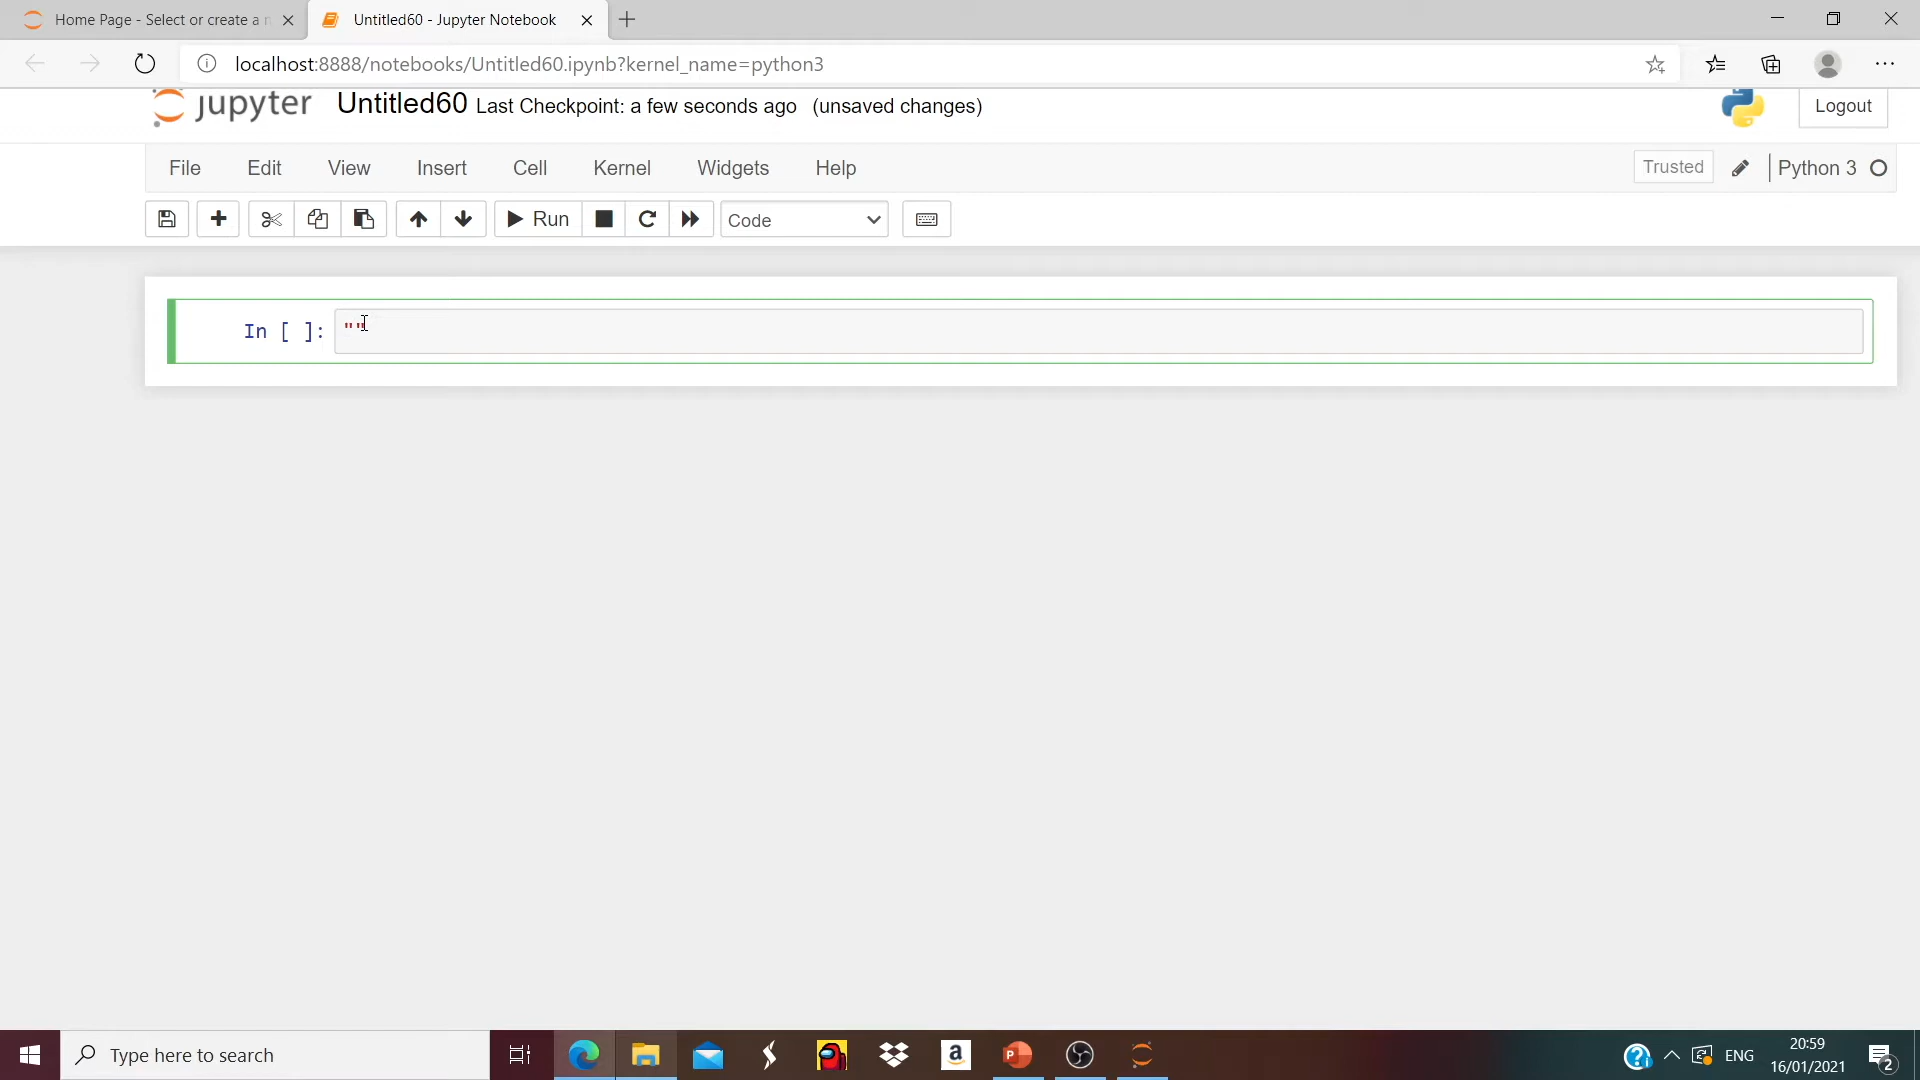 Home Page - Select or create a n
Untitled60 - Jupyter Notebook
localhost:8888/notebooks/Untitled60.ipynb?kernel_name=python3
jupyter Untitled60 Last Checkpoint: a few seconds ago (unsaved changes)
Logout
File Edit View Insert Cell Kernel Widgets Help
Trusted Python 3
Run Code
In [ ]: ""
Type here to search
ENG
20:59
16/01/2021
2